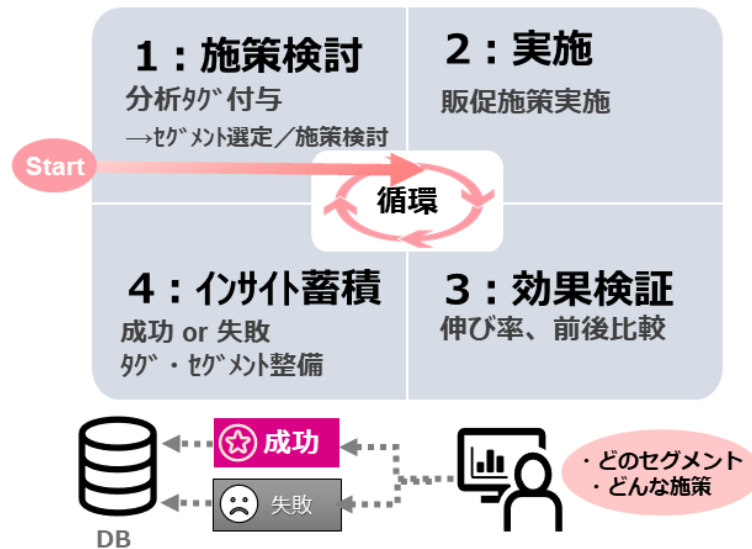 1：施策検討
分析ﾀｸﾞ付与
→ｾｸﾞﾒﾝﾄ選定／施策検討
2：実施
販促施策実施
Start
循環
4：ｲﾝｻｲﾄ蓄積
成功 or 失敗
ﾀｸﾞ・ｾｸﾞﾒﾝﾄ整備
3：効果検証
伸び率、前後比較
成功
失敗
DB
・どのセグメント
・どんな施策